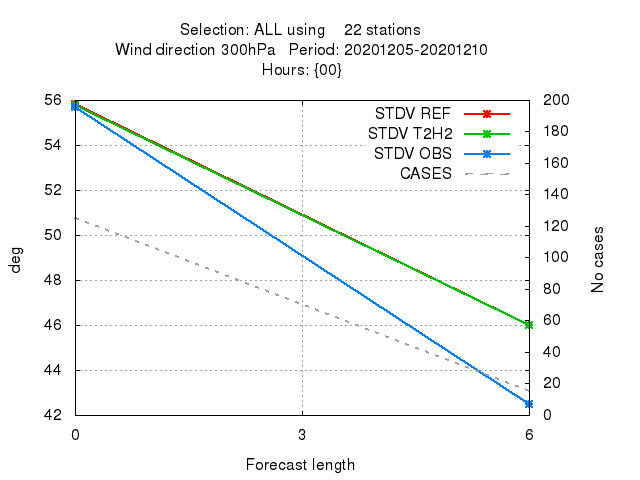 Selection: ALL using 22 stations
Wind direction 300hPa Period: 20201205-20201210
Hours: {00}
56 200
STDV REF
180
54
STDV T2H2
160
STDV OBS
CASES
52
140
120
50
100
48
80
46
60
40
44
20
42 0
0 3 6
deg
No cases
Forecast length